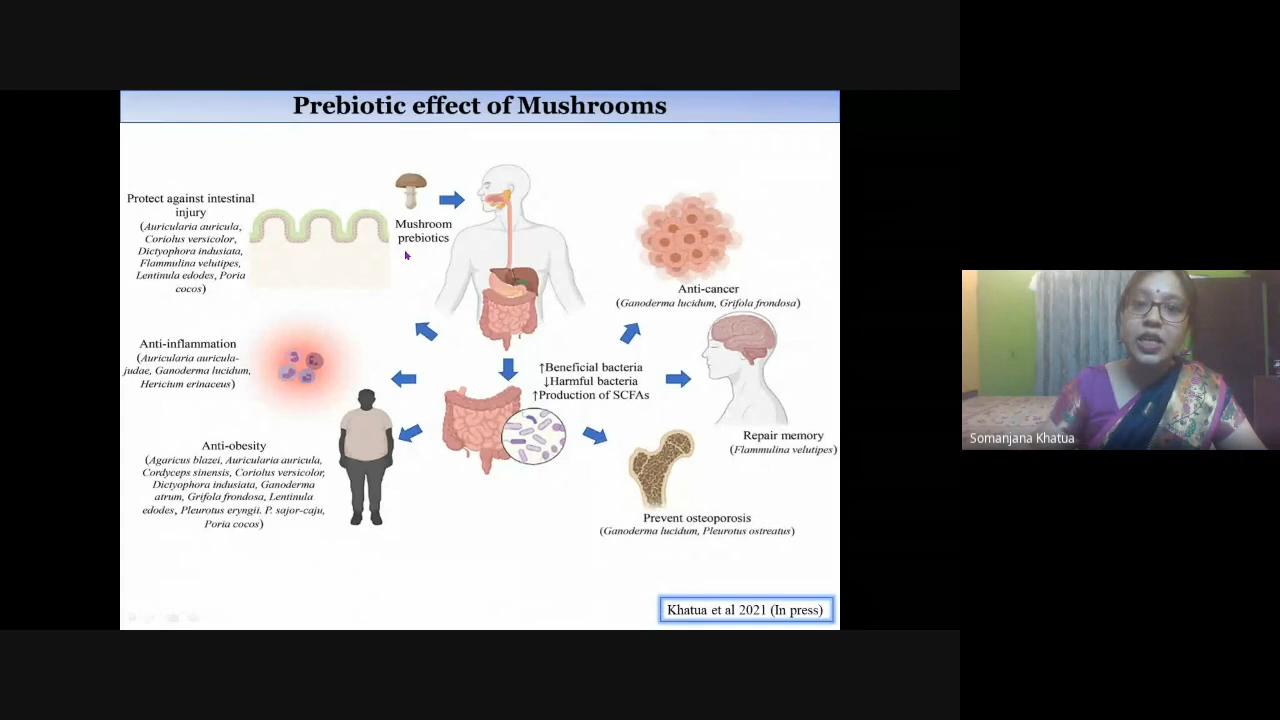 Prebiotic effect of Mushrooms
Protect against intestinal
injury
(Auricularia auricula,
Coriolus versicolor,
Dictyophora indusiata,
Flammulina velutipes,
Lentinula edodes, Poria
cocos)
Mushroom
prebiotics
Anti-cancer
(Ganoderma lucidum, Grifola frondosa)
Anti-inflammation
(Auricularia auricula-
judae, Ganoderma lucidum,
Hericium erinaceus)
↑Beneficial bacteria
↓Harmful bacteria
↑Production of SCFAs
Repair memory
(Flammulina velutipes)
Anti-obesity
(Agaricus blazei, Auricularia auricula,
Cordyceps sinensis, Coriolus versicolor,
Dictyophora indusiata, Ganoderma
atrum, Grifola frondosa, Lentinula
edodes, Pleurotus eryngii. P. sajor-caju,
Poria cocos)
Prevent osteoporosis
(Ganoderma lucidum, Pleurotus ostreatus)
Khatua et al 2021 (In press)
Somanjana Khatua